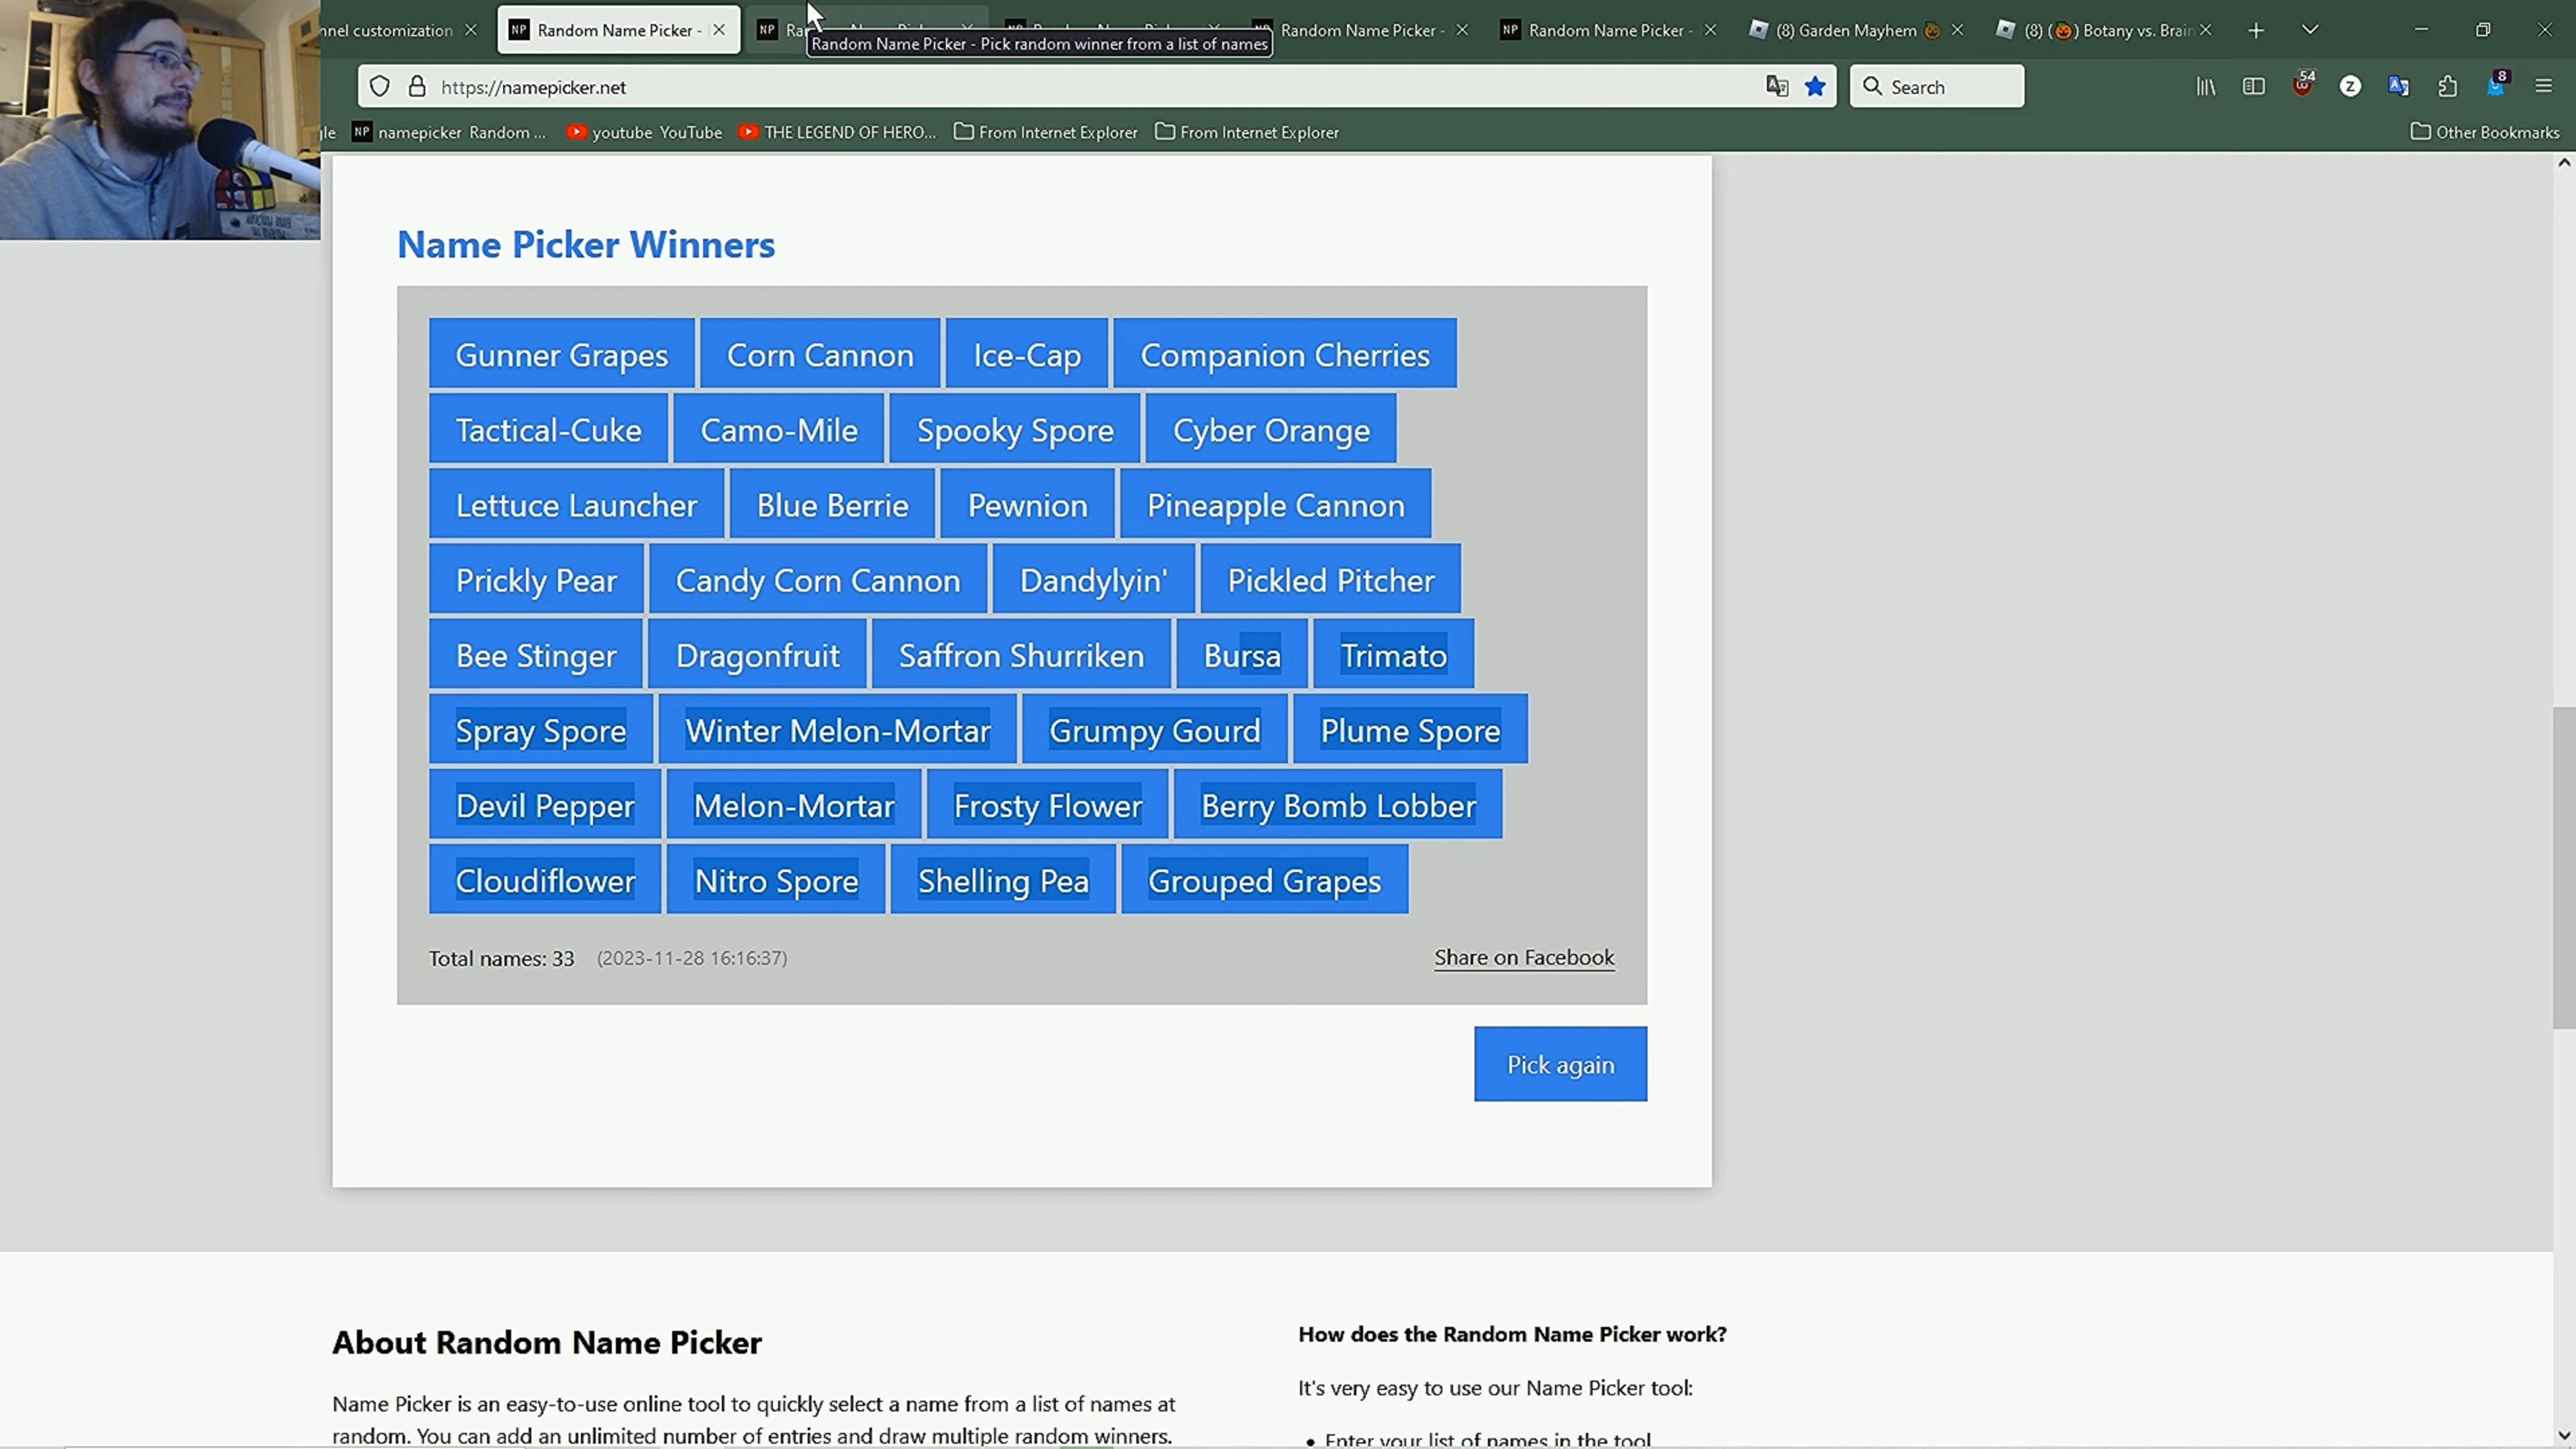 nnel customization
NP Random Name Picker -
NP
Random Name Picker -
NP Random Name Picker -
(8) Garden Mayhem 🎃
(8) (🎃) Botany vs. Brain
Random Name Picker - Pick random winner from a list of names
https://namepicker.net
Search
54
Z
8
le
NP namepicker Random ...
youtube YouTube
THE LEGEND OF HERO...
From Internet Explorer
From Internet Explorer
Other Bookmarks
Name Picker Winners
Gunner Grapes Corn Cannon Ice-Cap Companion Cherries
Tactical-Cuke Camo-Mile Spooky Spore Cyber Orange
Lettuce Launcher Blue Berrie Pewnion Pineapple Cannon
Prickly Pear Candy Corn Cannon Dandylyin' Pickled Pitcher
Bee Stinger Dragonfruit Saffron Shurriken Bursa Trimato
Spray Spore Winter Melon-Mortar Grumpy Gourd Plume Spore
Devil Pepper Melon-Mortar Frosty Flower Berry Bomb Lobber
Cloudiflower Nitro Spore Shelling Pea Grouped Grapes
Total names: 33 (2023-11-28 16:16:37) Share on Facebook
Pick again
About Random Name Picker
Name Picker is an easy-to-use online tool to quickly select a name from a list of names at
random. You can add an unlimited number of entries and draw multiple random winners.
How does the Random Name Picker work?
It's very easy to use our Name Picker tool:
• Enter your list of names in the tool